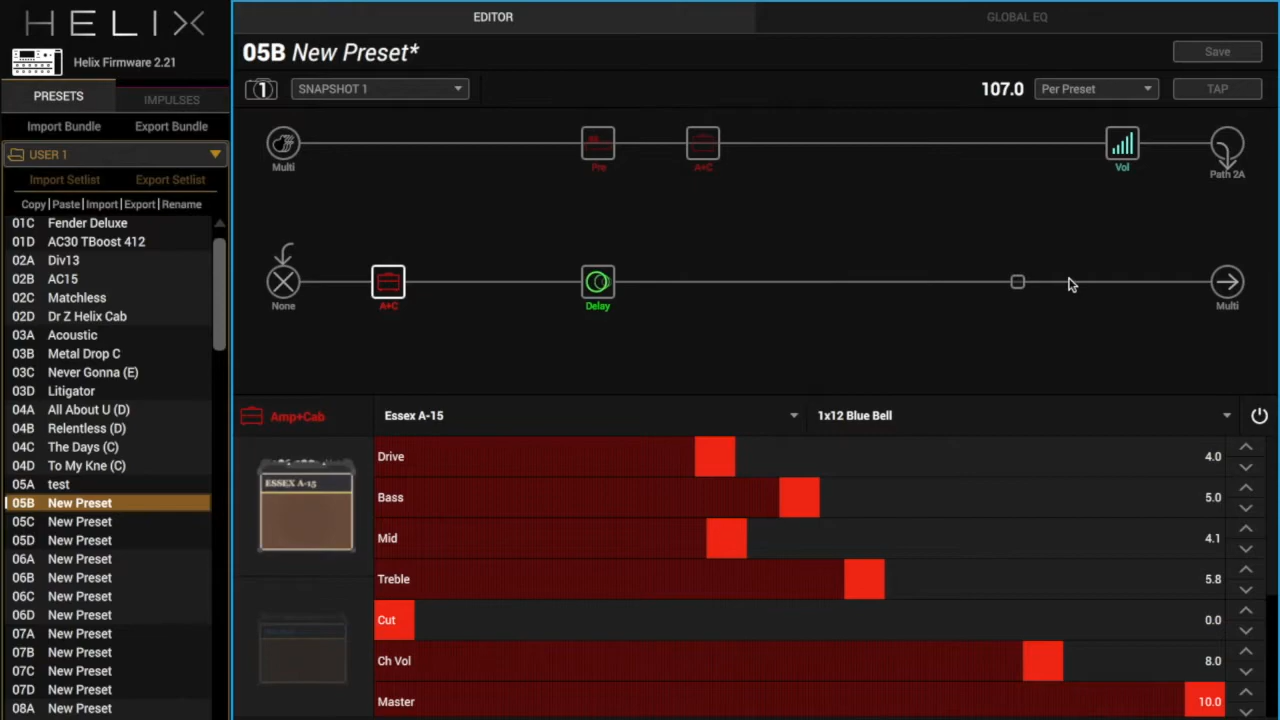 HELIX
Helix Firmware 2.21
PRESETS
IMPULSES
Import Bundle
Export Bundle
USER 1
Import Setlist
Export Setlist
Copy|Paste|Import|Export|Rename
01C Fender Deluxe
01D AC30 TBoost 412
02A Div13
02B AC15
02C Matchless
02D Dr Z Helix Cab
03A Acoustic
03B Metal Drop C
03C Never Gonna (E)
03D Litigator
04A All About U (D)
04B Relentless (D)
04C The Days (C)
04D To My Kne (C)
05A test
05B New Preset
05C New Preset
05D New Preset
06A New Preset
06B New Preset
06C New Preset
06D New Preset
07A New Preset
07B New Preset
07C New Preset
07D New Preset
08A New Preset
EDITOR
GLOBAL EQ
05B New Preset*
Save
1
SNAPSHOT 1
107.0
Per Preset
TAP
Multi
Pre
A+C
Vol
Path 2A
None
A+C
Delay
Multi
Amp+Cab
Essex A-15
1x12 Blue Bell
ESSEX A-15
Drive 4.0
Bass 5.0
Mid 4.1
Treble 5.8
Cut 0.0
Ch Vol 8.0
Master 10.0